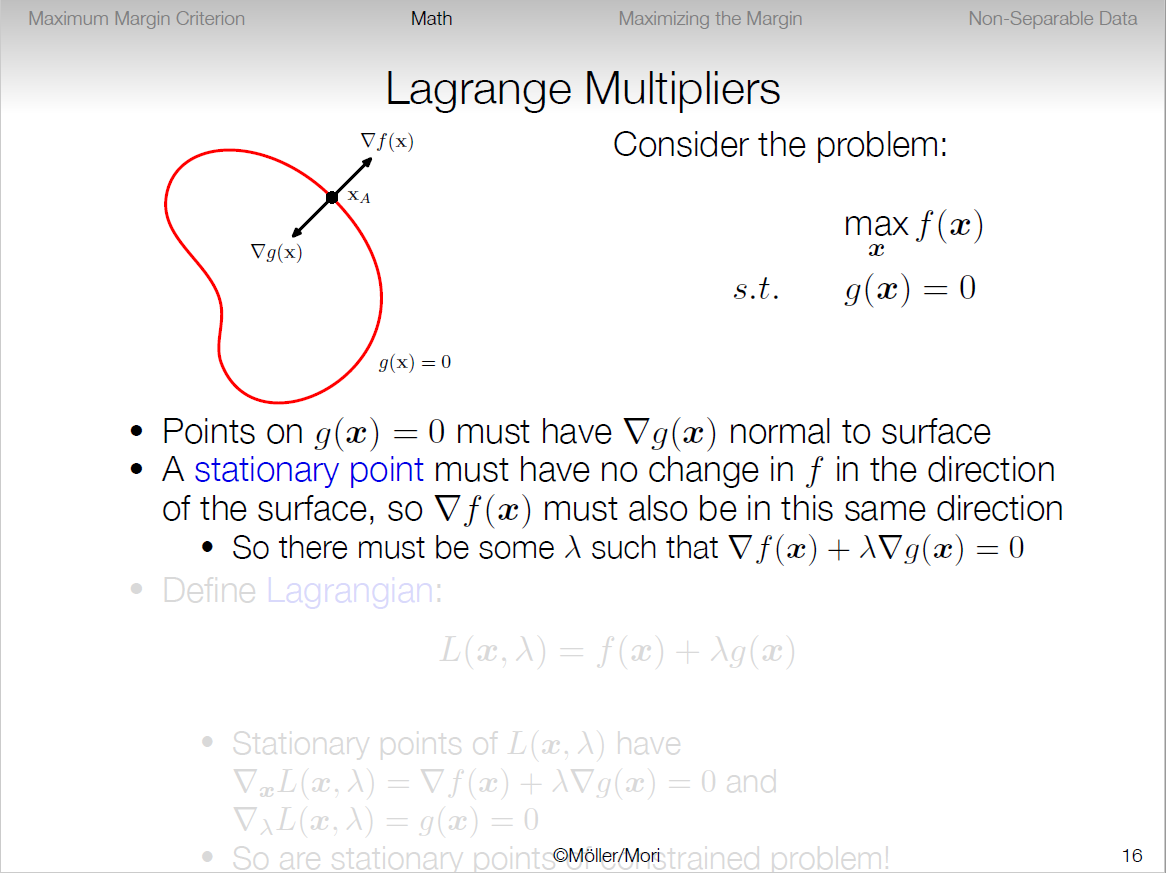 Maximum Margin Criterion Math Maximizing the Margin Non-Separable Data
Lagrange Multipliers
∇f(x)
x_A
∇g(x)
g(x) = 0
Consider the problem:
max f(x)
x
s.t. g(x) = 0
• Points on g(x) = 0 must have ∇g(x) normal to surface
• A stationary point must have no change in f in the direction
of the surface, so ∇f(x) must also be in this same direction
• So there must be some λ such that ∇f(x) + λ∇g(x) = 0
• Define Lagrangian:
L(x, λ) = f(x) + λg(x)
• Stationary points of L(x, λ) have
∇_x L(x, λ) = ∇f(x) + λ∇g(x) = 0 and
∇_λ L(x, λ) = g(x) = 0
• So are stationary points of constrained problem!
©Möller/Mori 16